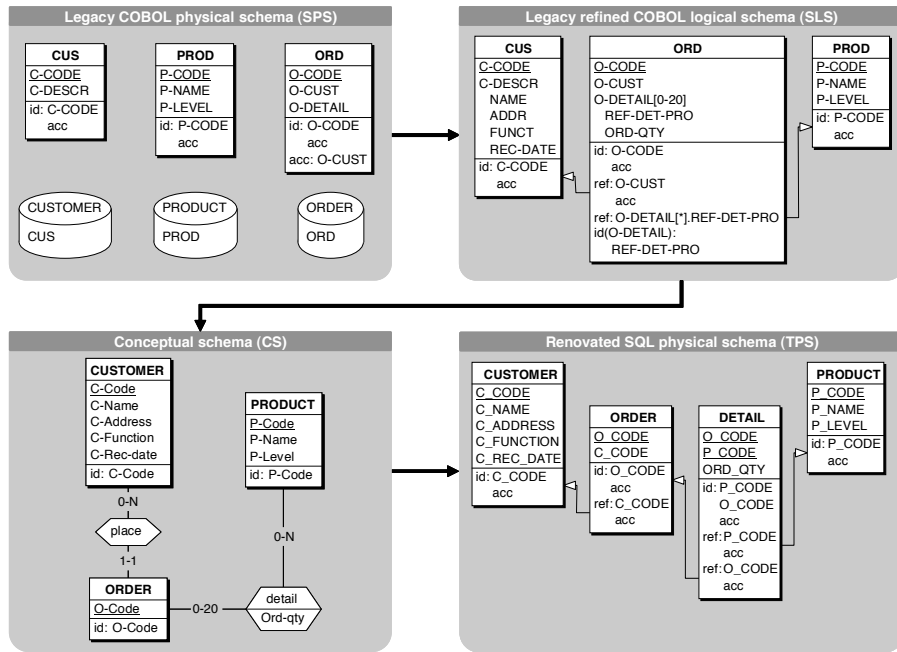 Legacy COBOL physical schema (SPS)
CUS
C-CODE
C-DESCR
id: C-CODE
acc
PROD
P-CODE
P-NAME
P-LEVEL
id: P-CODE
acc
ORD
O-CODE
O-CUST
O-DETAIL
id: O-CODE
acc
acc: O-CUST
CUSTOMER
CUS
PRODUCT
PROD
ORDER
ORD
Legacy refined COBOL logical schema (SLS)
CUS
C-CODE
C-DESCR
NAME
ADDR
FUNCT
REC-DATE
id: C-CODE
acc
ORD
O-CODE
O-CUST
O-DETAIL[0-20]
REF-DET-PRO
ORD-QTY
id: O-CODE
acc
ref: O-CUST
acc
ref: O-DETAIL[*].REF-DET-PRO
id(O-DETAIL):
REF-DET-PRO
PROD
P-CODE
P-NAME
P-LEVEL
id: P-CODE
acc
Conceptual schema (CS)
CUSTOMER
C-Code
C-Name
C-Address
C-Function
C-Rec-date
id: C-Code
0-N
place
1-1
ORDER
O-Code
id: O-Code
0-20
detail
Ord-qty
0-N
PRODUCT
P-Code
P-Name
P-Level
id: P-Code
Renovated SQL physical schema (TPS)
CUSTOMER
C_CODE
C_NAME
C_ADDRESS
C_FUNCTION
C_REC_DATE
id: C_CODE
acc
ORDER
O_CODE
C_CODE
id: O_CODE
acc
ref: C_CODE
acc
DETAIL
O_CODE
P_CODE
ORD_QTY
id: P_CODE
O_CODE
acc
ref: P_CODE
acc
ref: O_CODE
acc
PRODUCT
P_CODE
P_NAME
P_LEVEL
id: P_CODE
acc